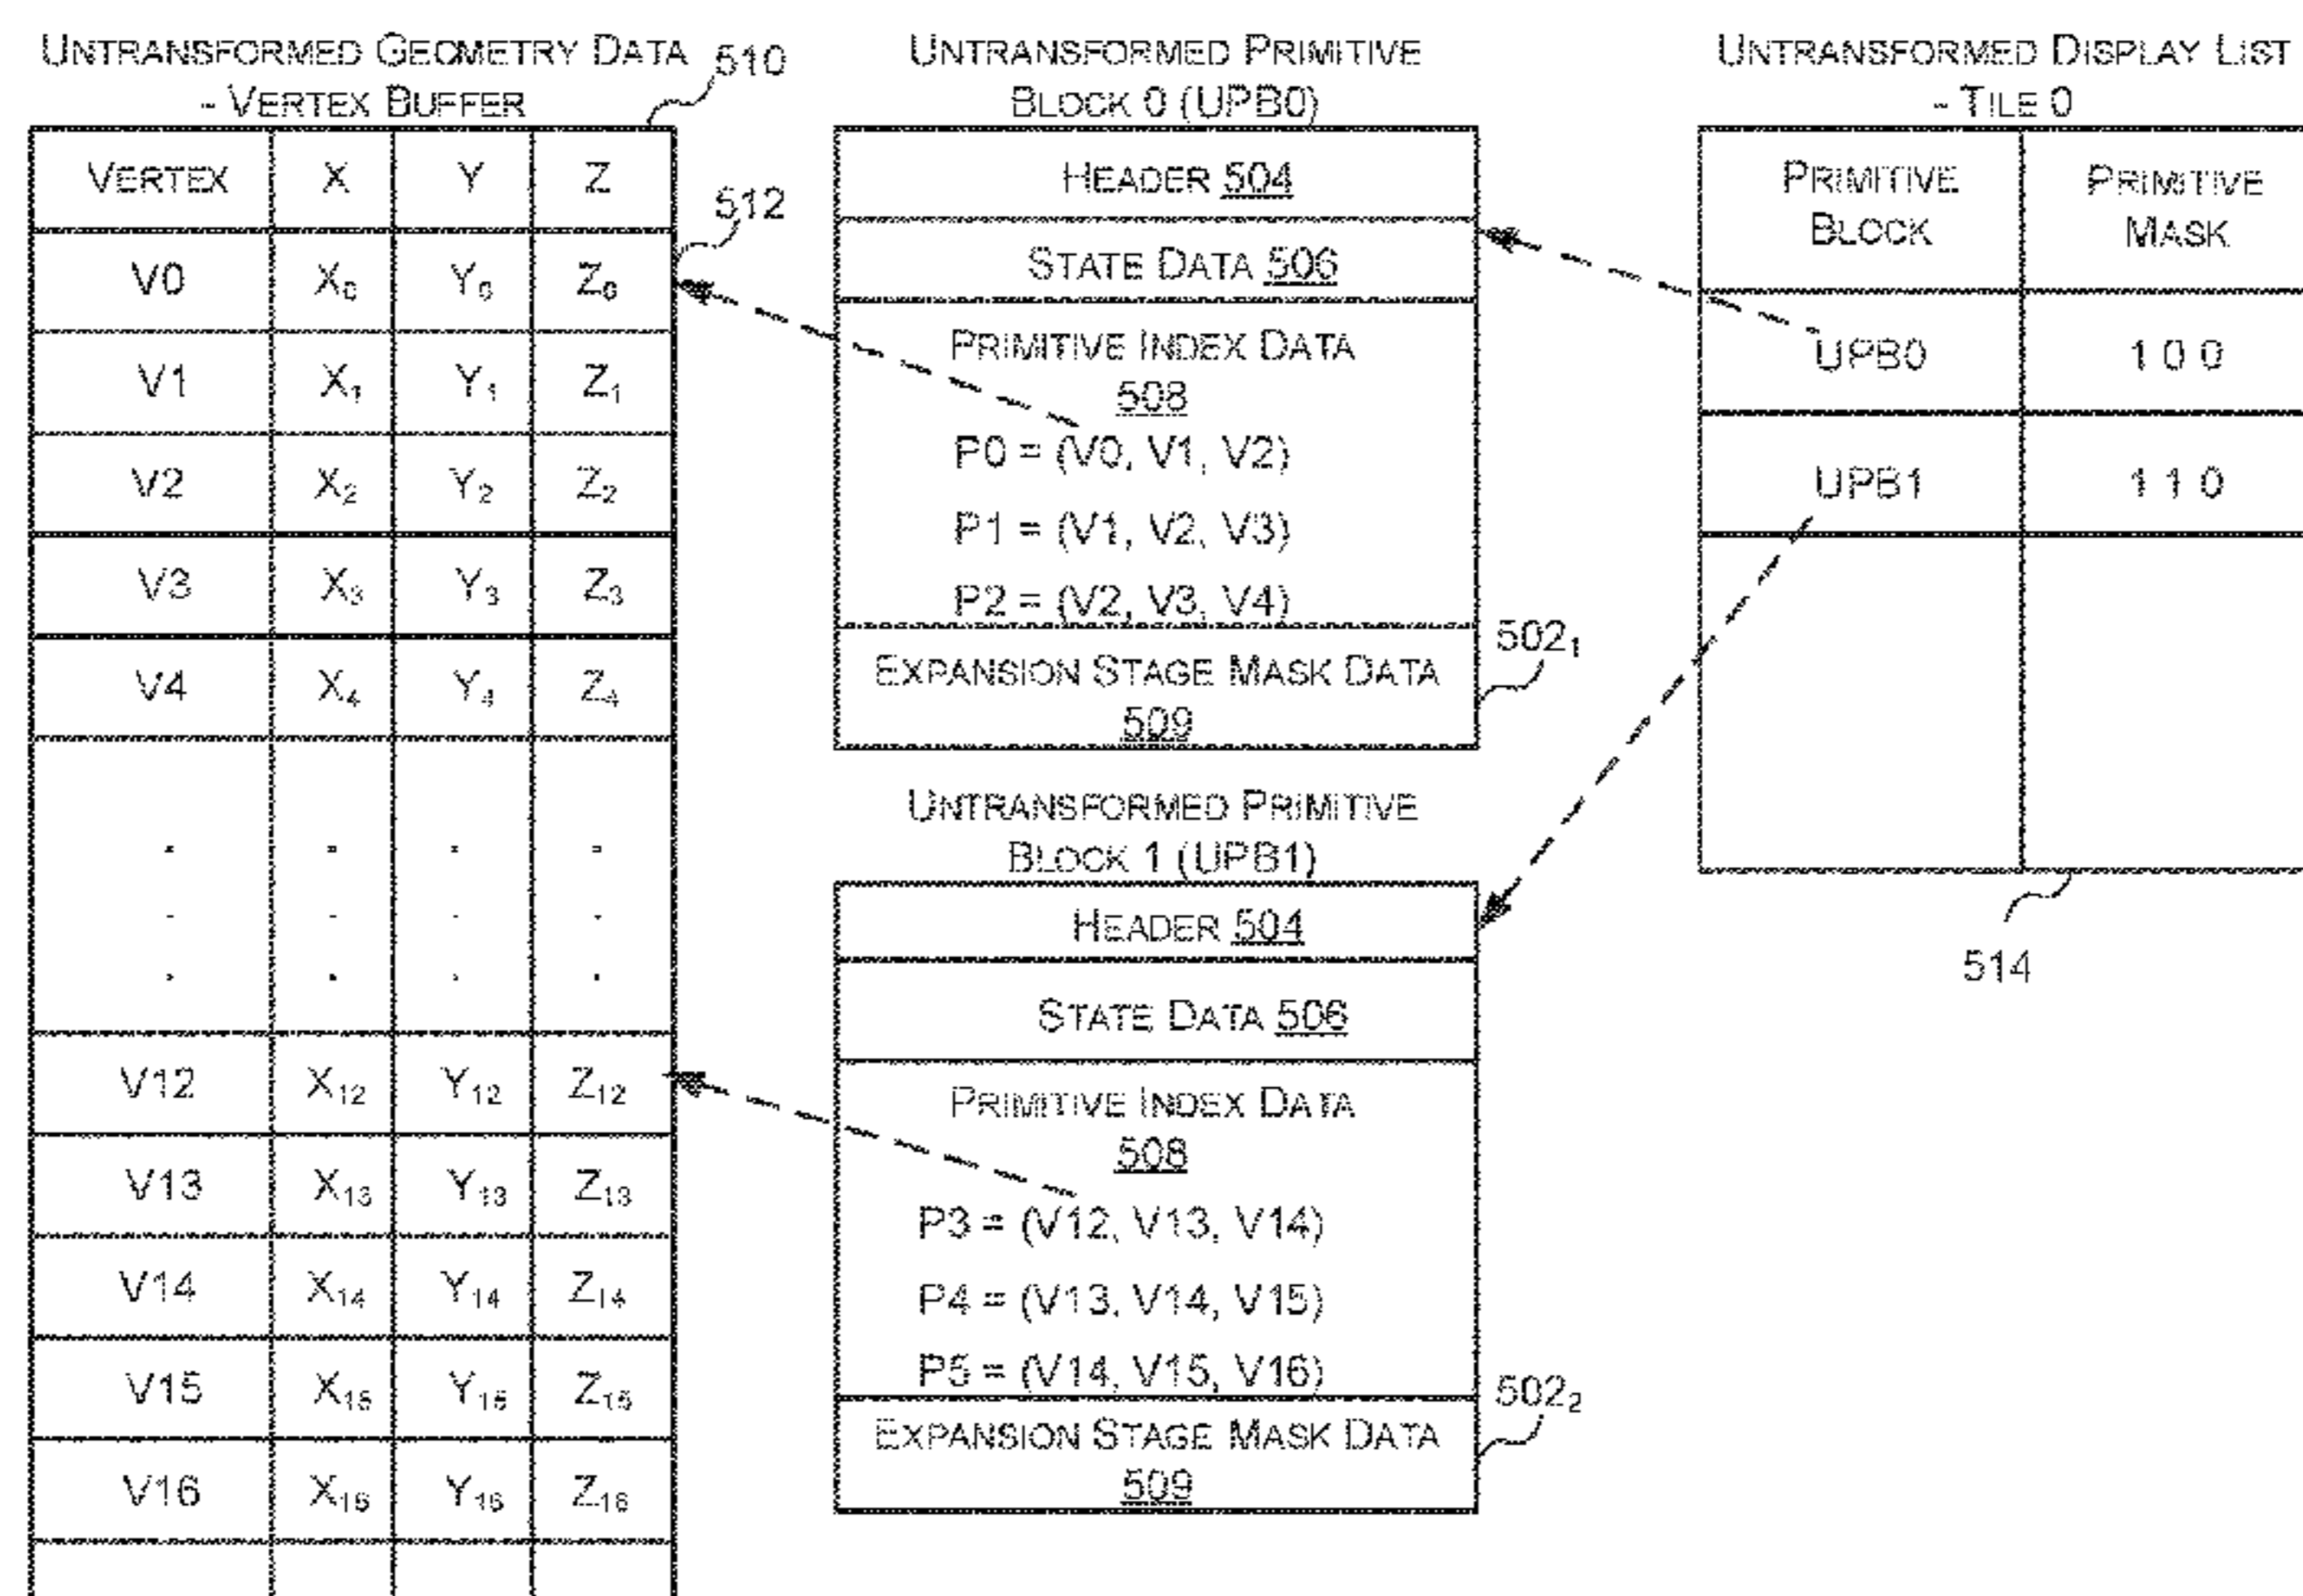 UNTRANSFORMED GEOMETRY DATA
- VERTEX BUFFER
510
VERTEX X Y Z
512
V0 X₀ Y₀ Z₀
V1 X₁ Y₁ Z₁
V2 X₂ Y₂ Z₂
V3 X₃ Y₃ Z₃
V4 X₄ Y₄ Z₄
. . . .
. . . .
. . . .
V12 X₁₂ Y₁₂ Z₁₂
V13 X₁₃ Y₁₃ Z₁₃
V14 X₁₄ Y₁₄ Z₁₄
V15 X₁₅ Y₁₅ Z₁₅
V16 X₁₆ Y₁₆ Z₁₆
UNTRANSFORMED PRIMITIVE
BLOCK 0 (UPB0)
HEADER 504
STATE DATA 506
PRIMITIVE INDEX DATA
508
P0 = (V0, V1, V2)
P1 = (V1, V2, V3)
P2 = (V2, V3, V4)
EXPANSION STAGE MASK DATA
509
502₁
UNTRANSFORMED PRIMITIVE
BLOCK 1 (UPB1)
HEADER 504
STATE DATA 506
PRIMITIVE INDEX DATA
508
P3 = (V12, V13, V14)
P4 = (V13, V14, V15)
P5 = (V14, V15, V16)
EXPANSION STAGE MASK DATA
509
502₂
UNTRANSFORMED DISPLAY LIST
- TILE 0
PRIMITIVE BLOCK
PRIMITIVE MASK
UPB0 1 0 0
UPB1 1 1 0
514